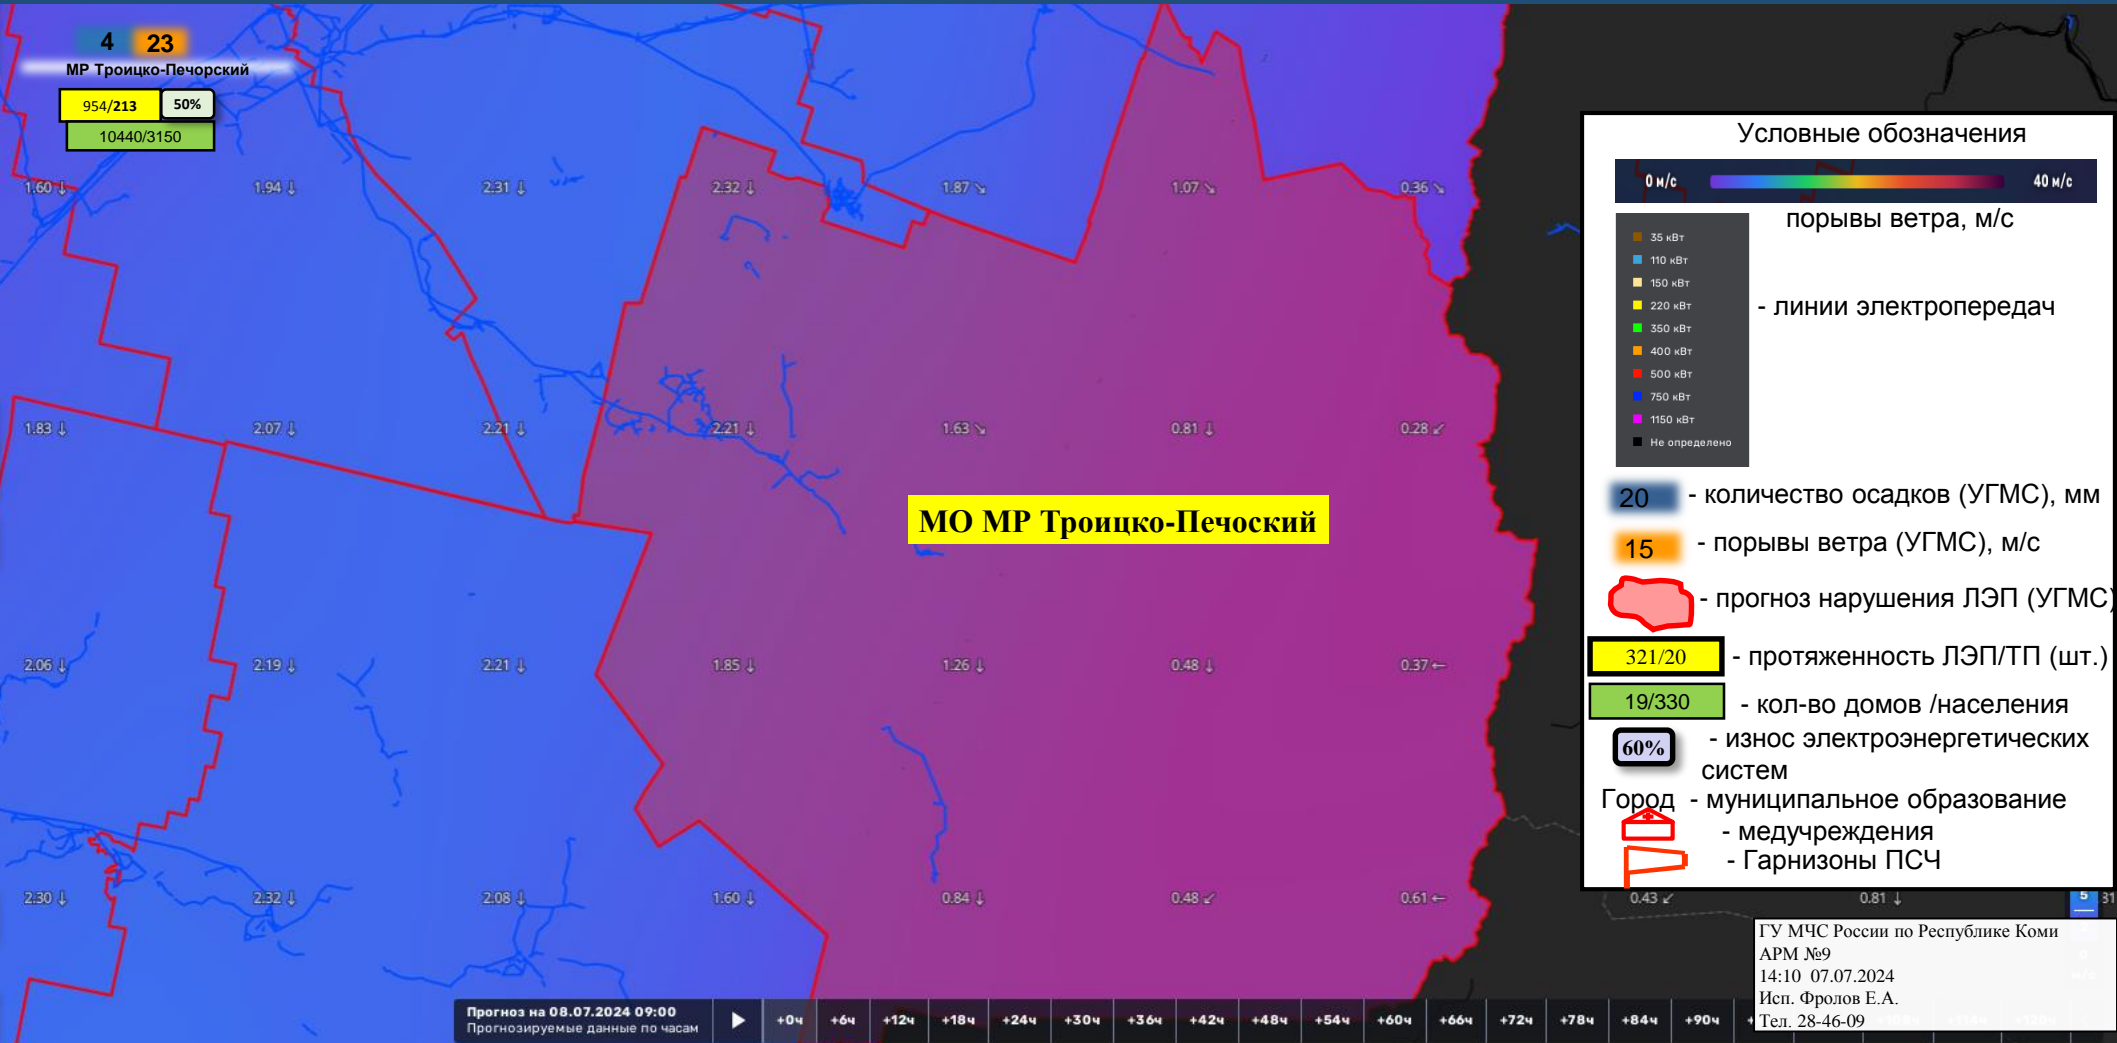 4 23
МР Троицко-Печорский
954/213 50%
10440/3150
1.60 ↓ 1.94 ↓ 2.31 ↓ 2.32 ↓ 1.87 ↘ 1.07 ↘ 0.36 ↘
1.83 ↓ 2.07 ↓ 2.21 ↓ 2.21 ↓ 1.63 ↘ 0.81 ↓ 0.28 ↙
МО МР Троицко-Печоский
2.06 ↓ 2.19 ↓ 2.21 ↓ 1.85 ↓ 1.26 ↓ 0.48 ↓ 0.37 ←
2.30 ↓ 2.32 ↓ 2.08 ↓ 1.60 ↓ 0.84 ↓ 0.48 ↙ 0.61 ← 0.43 ↙ 0.81 ↓
Условные обозначения
0 м/с 40 м/с
порывы ветра, м/с
35 кВт
110 кВт
150 кВт
220 кВт
350 кВт
400 кВт
500 кВт
750 кВт
1150 кВт
Не определено
- линии электропередач
20 - количество осадков (УГМС), мм
15 - порывы ветра (УГМС), м/с
- прогноз нарушения ЛЭП (УГМС)
321/20 - протяженность ЛЭП/ТП (шт.)
19/330 - кол-во домов /населения
60% - износ электроэнергетических
систем
Город - муниципальное образование
- медучреждения
- Гарнизоны ПСЧ
5
ГУ МЧС России по Республике Коми
АРМ №9
14:10 07.07.2024
Исп. Фролов Е.А.
Тел. 28-46-09
Прогноз на 08.07.2024 09:00
Прогнозируемые данные по часам
+0ч +6ч +12ч +18ч +24ч +30ч +36ч +42ч +48ч +54ч +60ч +66ч +72ч +78ч +84ч +90ч